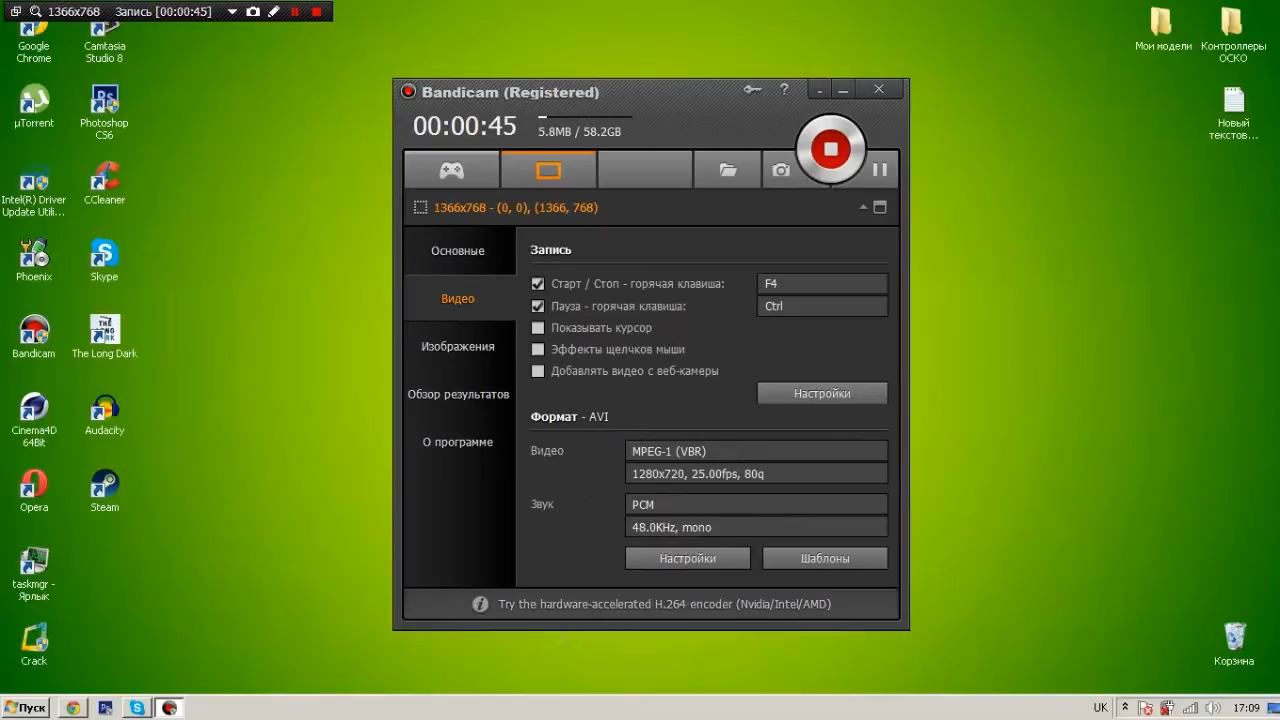 1366x768 Запись [00:00:45]
Google
Chrome
Camtasia
Studio 8
µTorrent
Photoshop
CS6
Intel(R) Driver
Update Utili...
CCleaner
Phoenix
Skype
Bandicam
The Long Dark
Cinema4D
64Bit
Audacity
Opera
Steam
taskmgr -
Ярлык
Crack
Bandicam (Registered)
?
00:00:45
5.8MB / 58.2GB
1366x768 - (0, 0), (1366, 768)
Основные
Видео
Изображения
Обзор результатов
О программе
Запись
Старт / Стоп - горячая клавиша: F4
Пауза - горячая клавиша: Ctrl
Показывать курсор
Эффекты щелчков мыши
Добавлять видео с веб-камеры
Настройки
Формат - AVI
Видео MPEG-1 (VBR)
1280x720, 25.00fps, 80q
Звук PCM
48.0KHz, mono
Настройки Шаблоны
Try the hardware-accelerated H.264 encoder (Nvidia/Intel/AMD)
Мои модели
Контроллеры
ОСКО
Новый
текстов...
Корзина
Пуск
UK 17:09